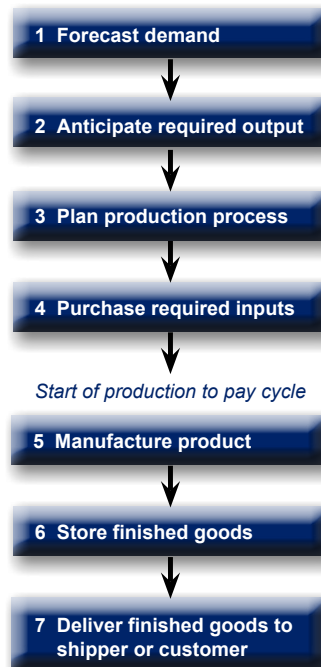 1 Forecast demand
2 Anticipate required output
3 Plan production process
4 Purchase required inputs
Start of production to pay cycle
5 Manufacture product
6 Store finished goods
7 Deliver finished goods to
shipper or customer